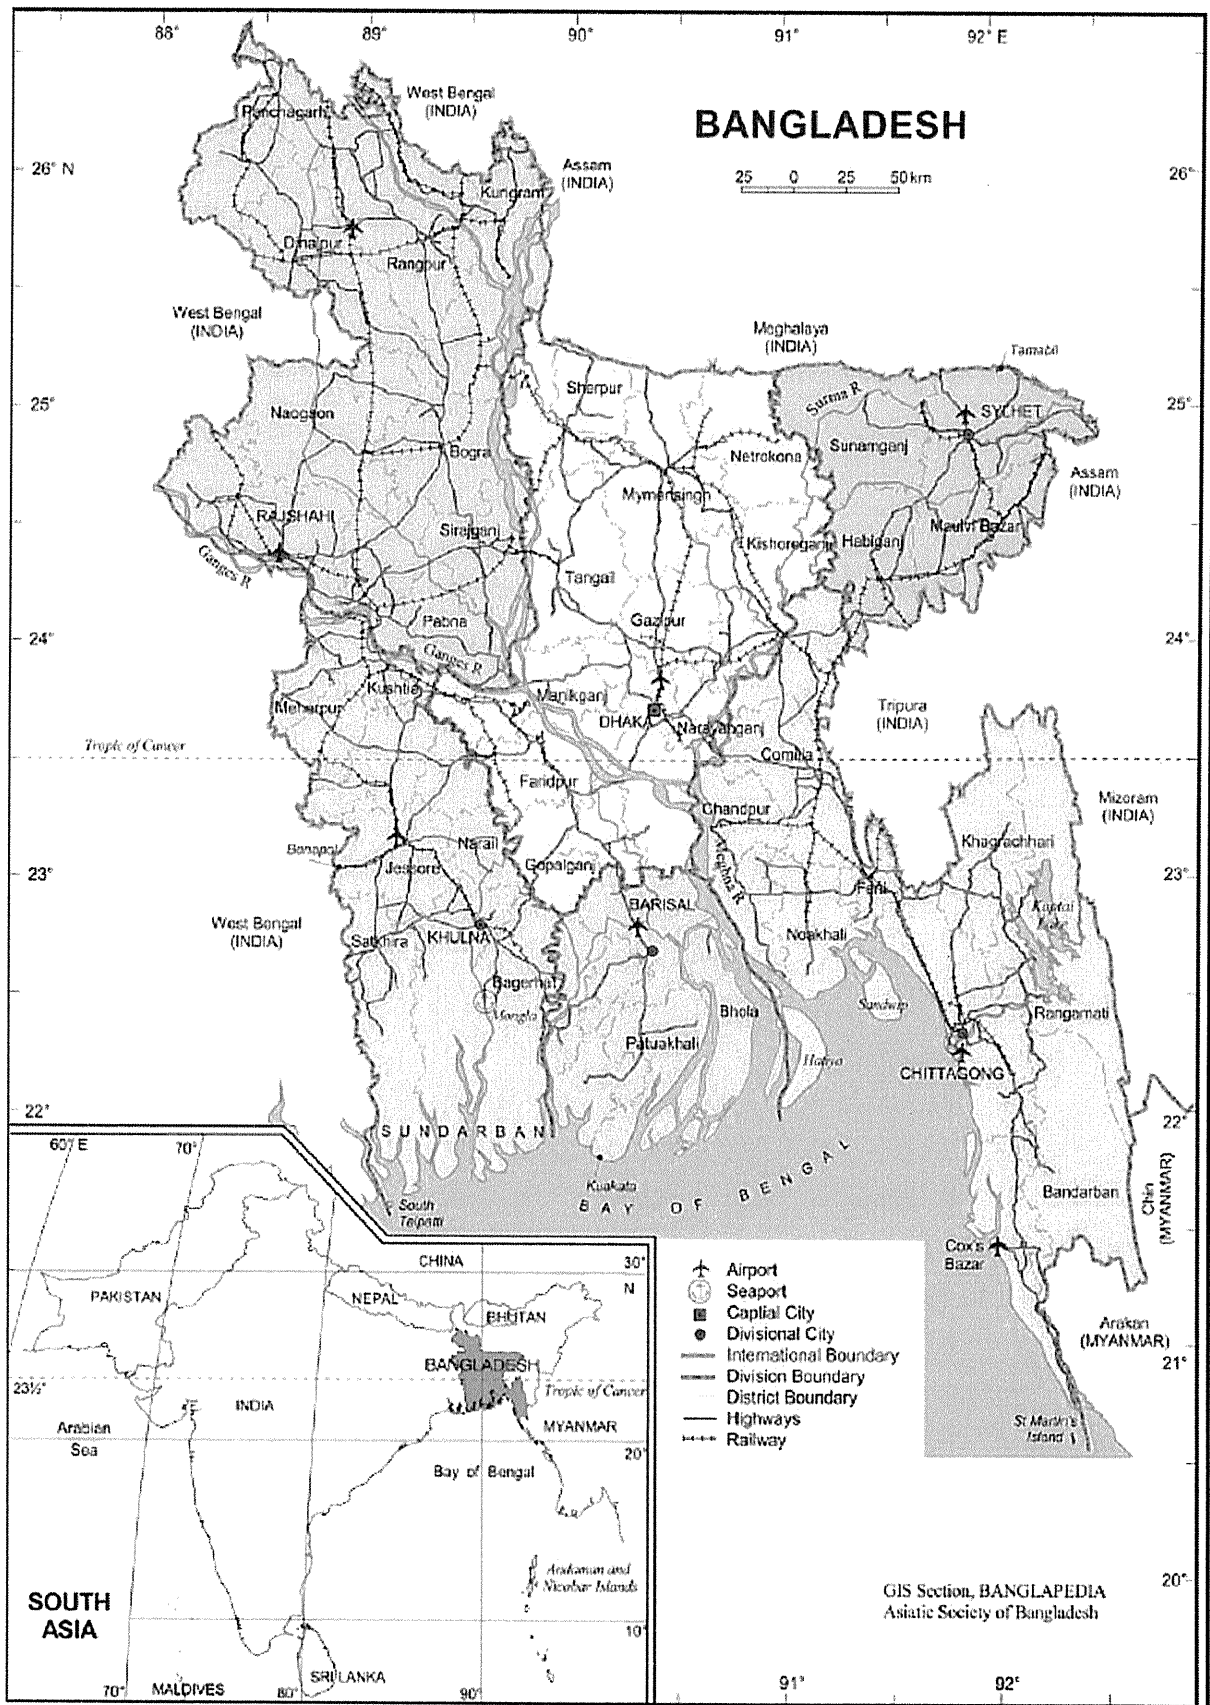 88°
89°
90°
91°
92° E
BANGLADESH
25 0 25 50 km
26° N
26°
25°
25°
24°
24°
23°
23°
22°
22°
21°
20°
91°
92°
West Bengal
(INDIA)
Assam
(INDIA)
Panchagarh
Kurigram
Dinajpur
Rangpur
West Bengal
(INDIA)
Meghalaya
(INDIA)
Tamabil
Sherpur
Surma R
SYLHET
Naogaon
Sunamganj
Bogra
Netrokona
Assam
(INDIA)
Mymensingh
RAJSHAHI
Sirajganj
Kishoreganj
Habiganj
Maulvi Bazar
Ganges R
Tangail
Pabna
Gazipur
Ganges R
Kushtia
Manikganj
Meherpur
DHAKA
Narayanganj
Tripura
(INDIA)
Tropic of Cancer
Comilla
Faridpur
Chandpur
Mizoram
(INDIA)
Khagrachhari
Narail
Benapol
Jessore
Gopalganj
Meghna R
Feni
BARISAL
Kaptai
Lake
West Bengal
(INDIA)
Satkhira
KHULNA
Noakhali
Bagerhat
Mongla
Bhola
Sandwip
Rangamati
Patuakhali
Hatiya
CHITTAGONG
SUNDARBAN
Kuakata
BAY OF BENGAL
South
Talpatti
Bandarban
Chin
(MYANMAR)
Cox's
Bazar
Arakan
(MYANMAR)
St Martin's
Island
Airport
Seaport
Captial City
Divisional City
International Boundary
Division Boundary
District Boundary
Highways
Railway
GIS Section, BANGLAPEDIA
Asiatic Society of Bangladesh
60° E
70°
CHINA
30°
N
PAKISTAN
NEPAL
BHUTAN
BANGLADESH
23½°
Tropic of Cancer
INDIA
MYANMAR
Arabian
Sea
20°
Bay of Bengal
Andaman and
Nicobar Islands
SOUTH
ASIA
10°
SRI LANKA
70°
MALDIVES
80°
90°